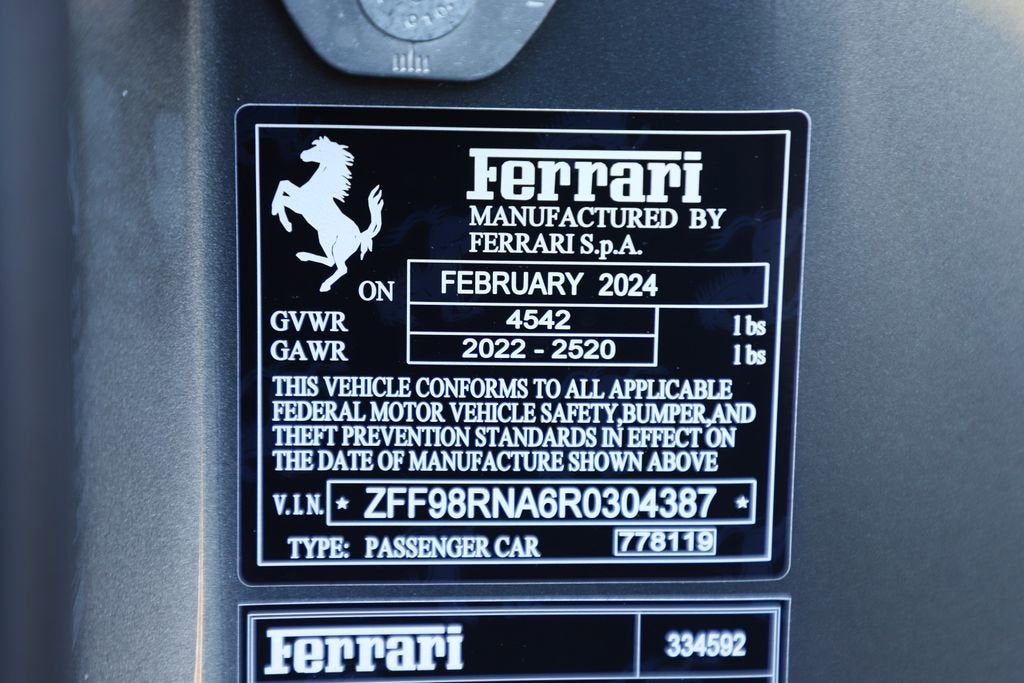 Ferrari
MANUFACTURED BY
FERRARI S.p.A.
ON FEBRUARY 2024
GVWR 4542 lbs
GAWR 2022 - 2520 lbs
THIS VEHICLE CONFORMS TO ALL APPLICABLE
FEDERAL MOTOR VEHICLE SAFETY,BUMPER,AND
THEFT PREVENTION STANDARDS IN EFFECT ON
THE DATE OF MANUFACTURE SHOWN ABOVE
V.I.N. * ZFF98RNA6R0304387 *
TYPE: PASSENGER CAR 778119
Ferrari 334592